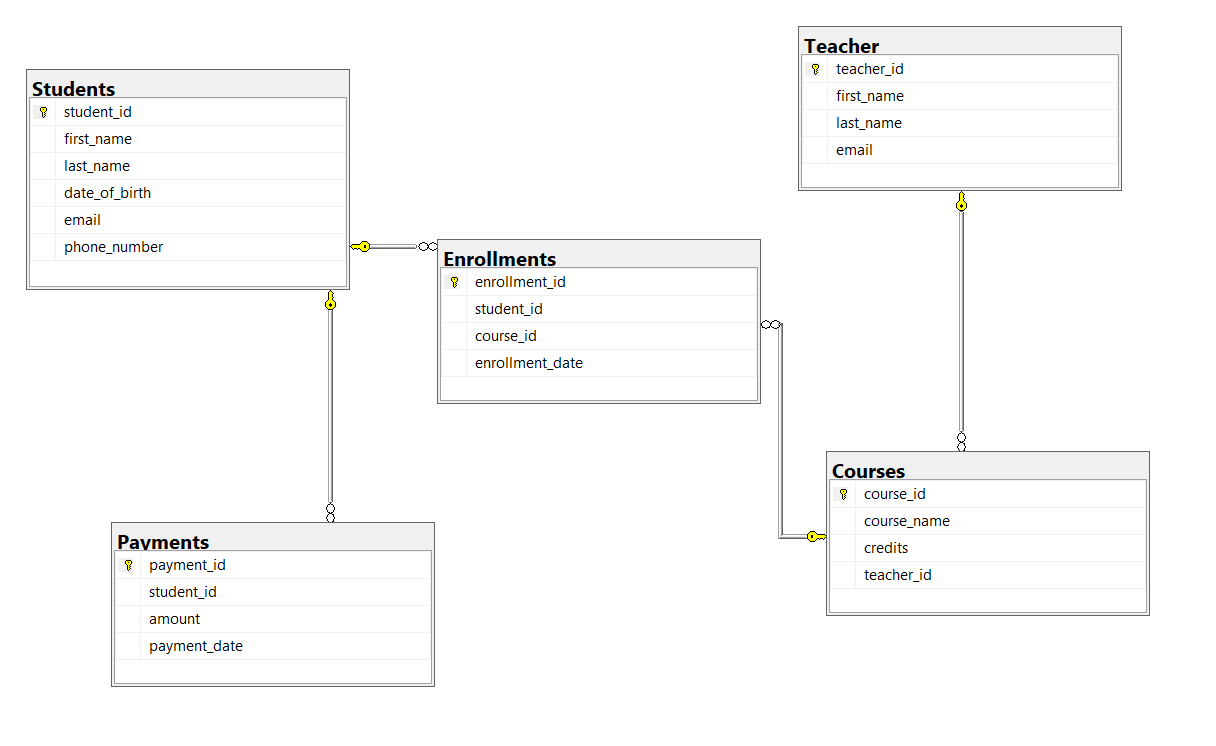 Students
student_id
first_name
last_name
date_of_birth
email
phone_number
Teacher
teacher_id
first_name
last_name
email
Enrollments
enrollment_id
student_id
course_id
enrollment_date
Courses
course_id
course_name
credits
teacher_id
Payments
payment_id
student_id
amount
payment_date